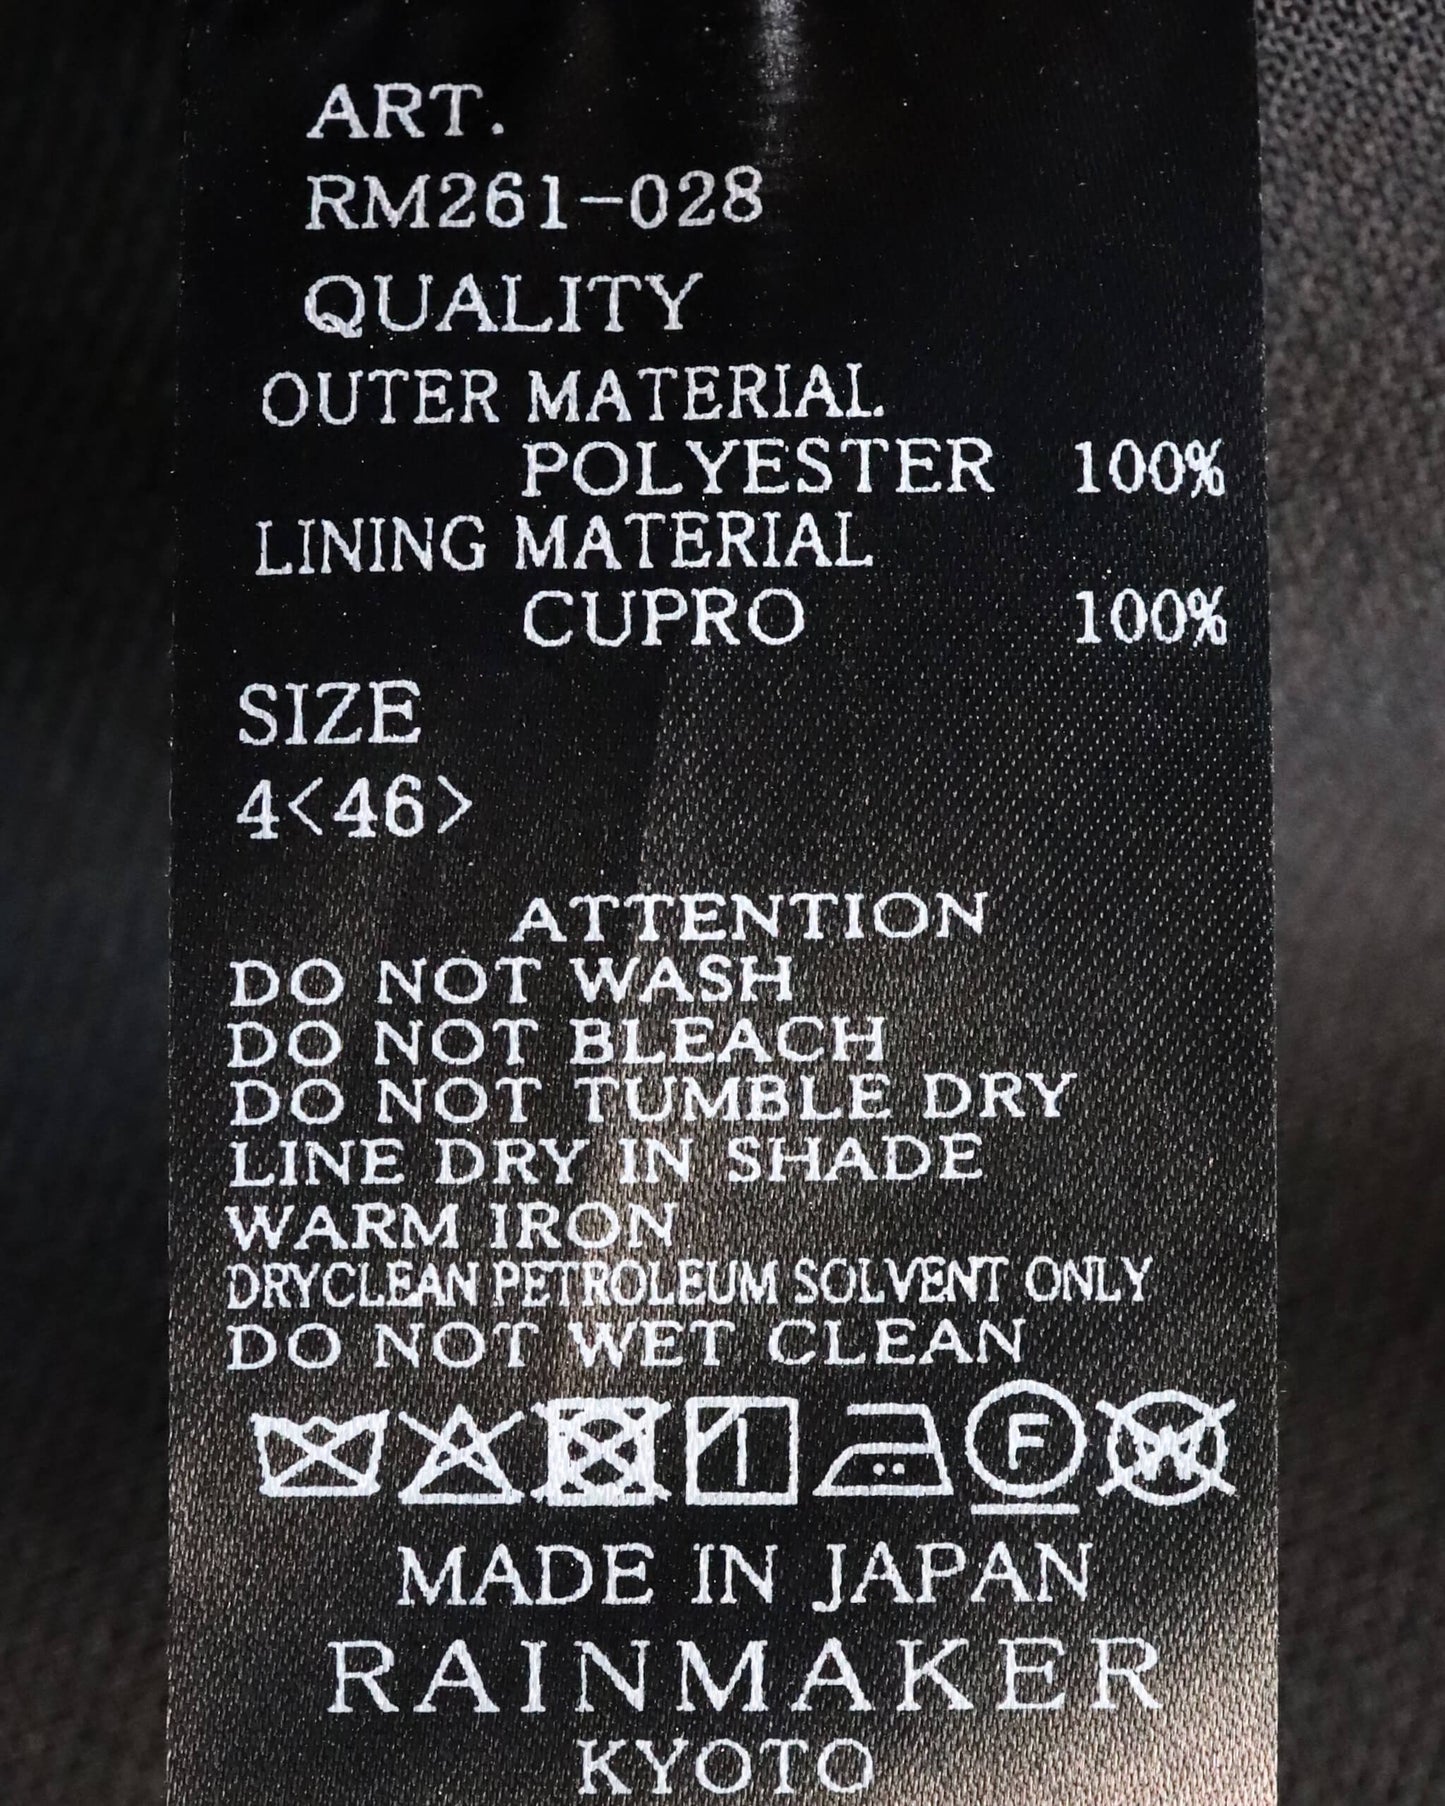 ART.
RM261-028
QUALITY
OUTER MATERIAL
POLYESTER 100%
LINING MATERIAL
CUPRO 100%
SIZE
4<46>
ATTENTION
DO NOT WASH
DO NOT BLEACH
DO NOT TUMBLE DRY
LINE DRY IN SHADE
WARM IRON
DRYCLEAN PETROLEUM SOLVENT ONLY
DO NOT WET CLEAN
F W
MADE IN JAPAN
RAINMAKER
KYOTO